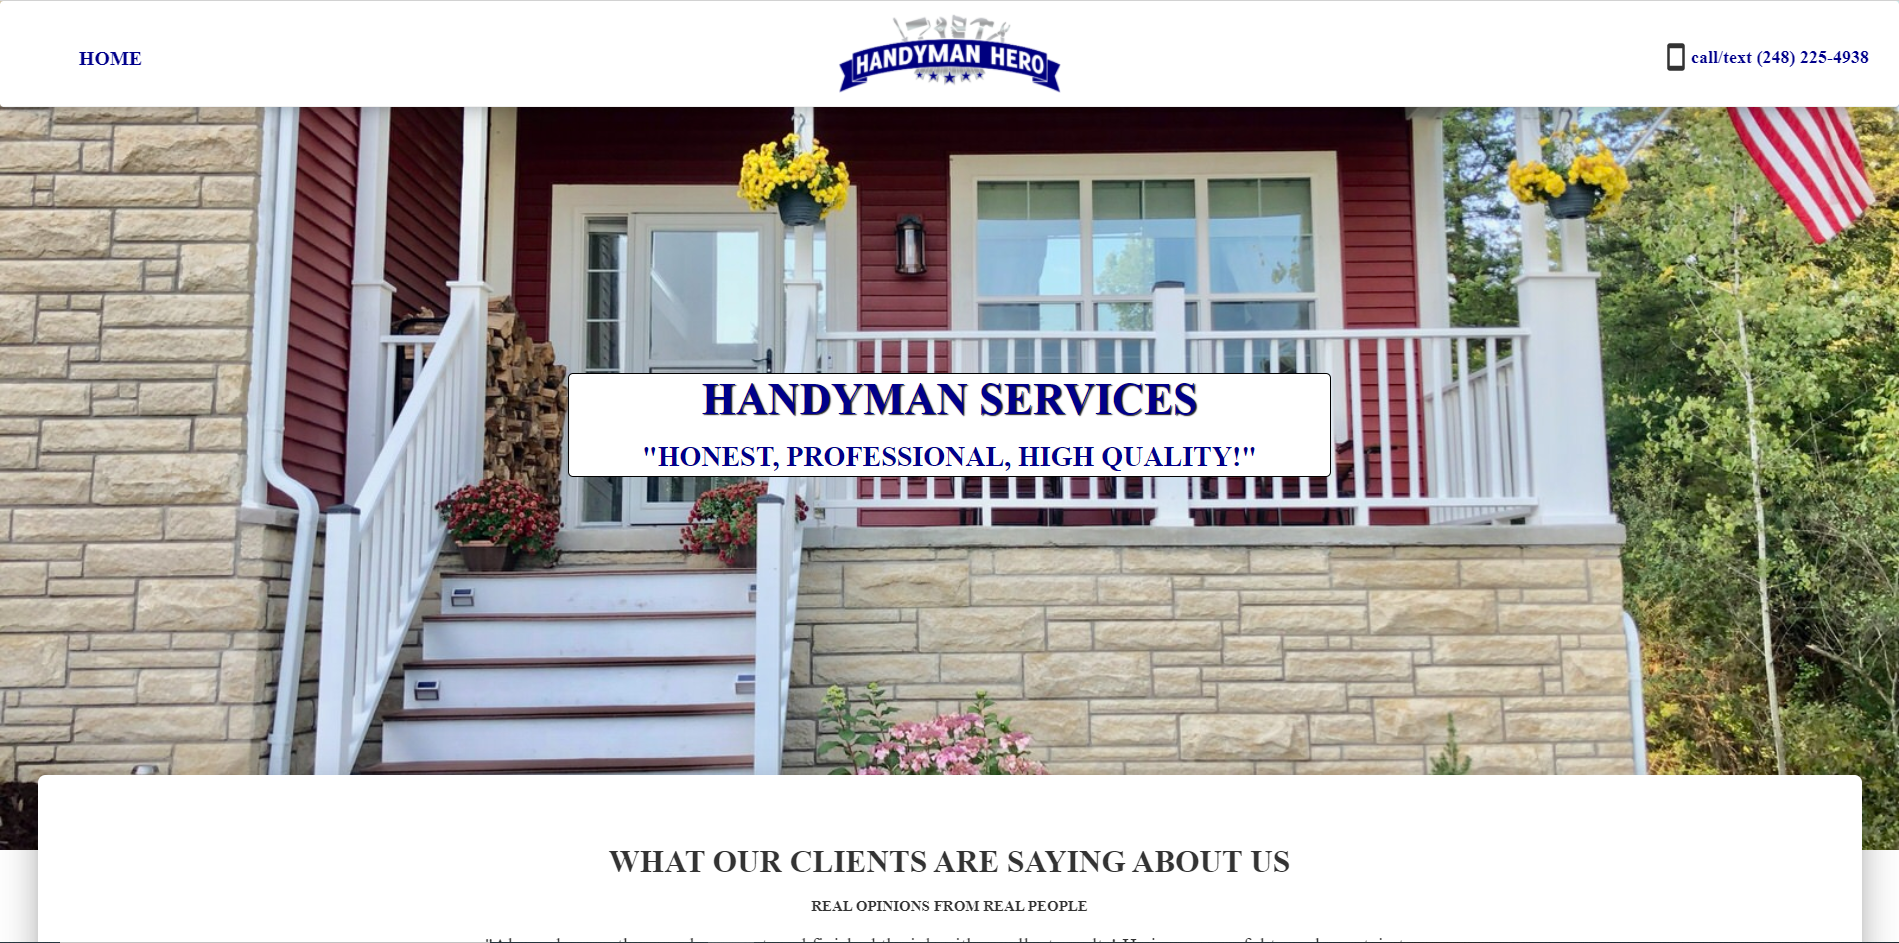 HOME
HANDYMAN HERO
call/text (248) 225-4938
HANDYMAN SERVICES
"HONEST, PROFESSIONAL, HIGH QUALITY!"
WHAT OUR CLIENTS ARE SAYING ABOUT US
REAL OPINIONS FROM REAL PEOPLE